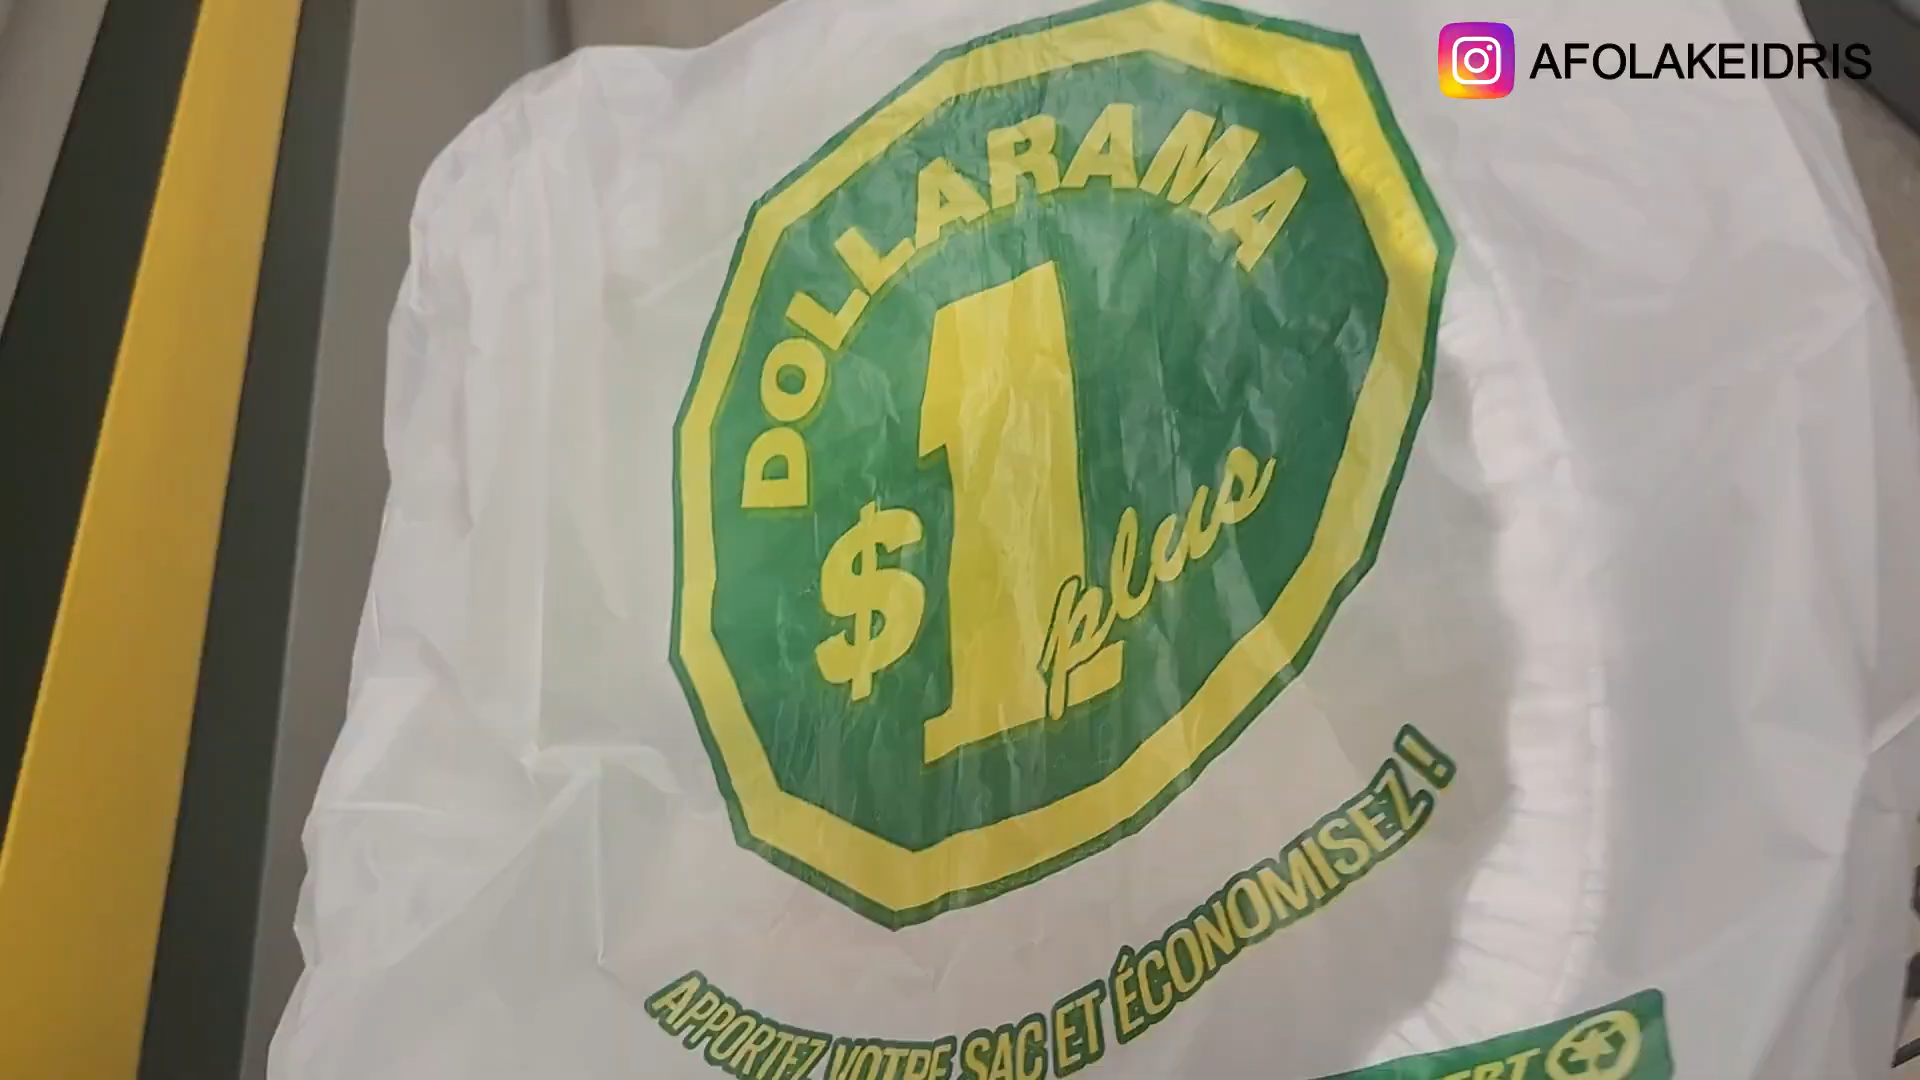 AFOLAKEIDRIS
DOLLARAMA
$1 plus
APPORTEZ VOTRE SAC ET ÉCONOMISEZ !